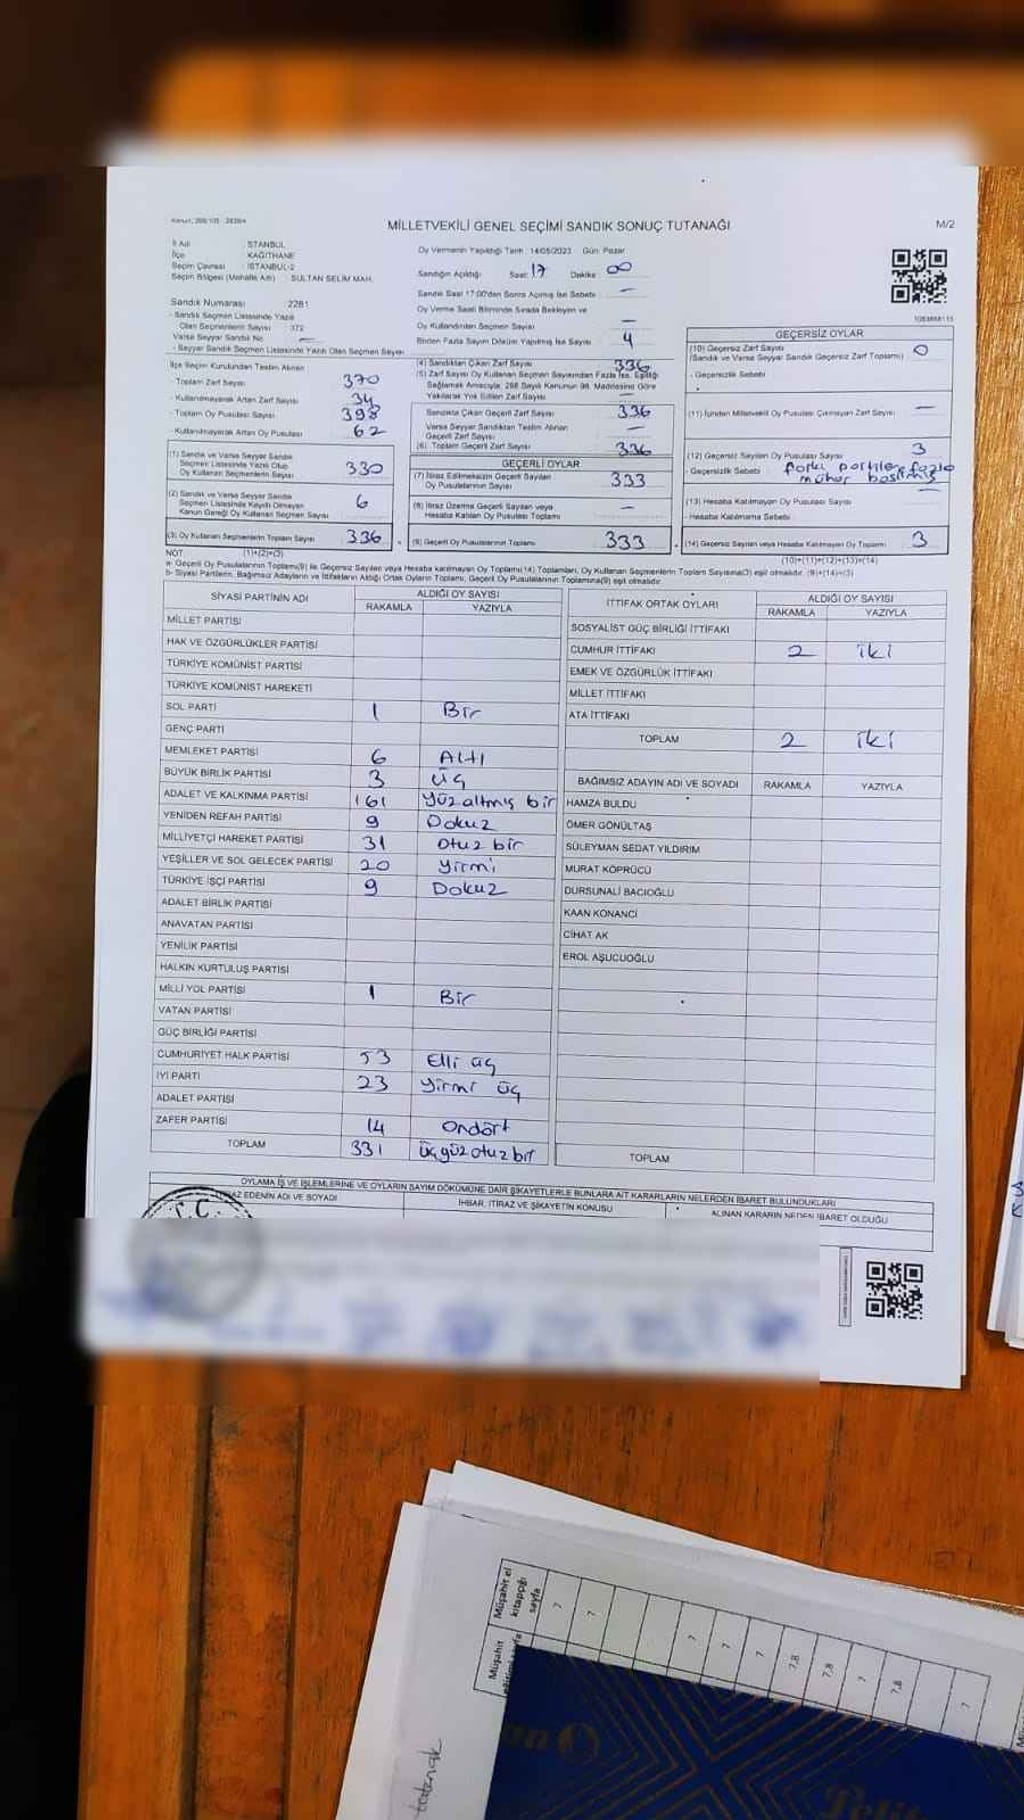 MİLLETVEKİLİ GENEL SEÇİMİ SANDIK SONUÇ TUTANAĞI
M/2
İl Adı : İSTANBUL
İlçe : KAĞITHANE
Seçim Çevresi : İSTANBUL-2
Seçim Bölgesi (Mahalle Adı) : SULTAN SELİM MAH.
Sandık Numarası : 2281
- Sandık Seçmen Listesinde Yazılı
Olan Seçmenlerin Sayısı : 372
Varsa Seyyar Sandık No —
- Seyyar Sandık Seçmen Listesinde Yazılı Olan Seçmen Sayısı
İlçe Seçim Kurulundan Teslim Alınan
- Toplam Zarf Sayısı 370
- Kullanılmayarak Artan Zarf Sayısı 34
- Toplam Oy Pusulası Sayısı 398
- Kullanılmayarak Artan Oy Pusulası 62
(1) Sandık ve Varsa Seyyar Sandık
Seçmen Listesinde Yazılı Olup
Oy Kullanan Seçmenlerin Sayısı 330
(2) Sandık ve Varsa Seyyar Sandık
Seçmen Listesinde Kayıtlı Olmayan
Kanun Gereği Oy Kullanan Seçmen Sayısı 6
(3) Oy Kullanan Seçmenlerin Toplam Sayısı 336
Oy Vermenin Yapıldığı Tarih : 14/05/2023 Gün: Pazar
Sandığın Açıldığı Saat: 17 Dakika : 00
Sandık Saat 17:00'den Sonra Açılmış İse Sebebi : —
Oy Verme Saati Bitiminde Sırada Bekleyen ve
Oy Kullandırılan Seçmen Sayısı —
Birden Fazla Sayım Döküm Yapılmış İse Sayısı 4
(4) Sandıktan Çıkan Zarf Sayısı 336
(5) Zarf Sayısı Oy Kullanan Seçmen Sayısından Fazla İse, Eşitliği
Sağlamak Amacıyla, 298 Sayılı Kanunun 98. Maddesine Göre
Yakılarak Yok Edilen Zarf Sayısı —
Sandıkta Çıkan Geçerli Zarf Sayısı 336
Varsa Seyyar Sandıktan Teslim Alınan
Geçerli Zarf Sayısı —
(6) Toplam Geçerli Zarf Sayısı 336
GEÇERLİ OYLAR
(7) İtiraz Edilmeksizin Geçerli Sayılan
Oy Pusulalarının Sayısı 333
(8) İtiraz Üzerine Geçerli Sayılan veya
Hesaba Katılan Oy Pusulası Toplamı —
(9) Geçerli Oy Pusulalarının Toplamı 333
GEÇERSİZ OYLAR
(10) Geçersiz Zarf Sayısı
(Sandık ve Varsa Seyyar Sandık Geçersiz Zarf Toplamı) 0
- Geçersizlik Sebebi
(11) İçinden Milletvekili Oy Pusulası Çıkmayan Zarf Sayısı —
(12) Geçersiz Sayılan Oy Pusulası Sayısı 3
- Geçersizlik Sebebi
mühür
(13) Hesaba Katılmayan Oy Pusulası Sayısı —
- Hesaba Katılmama Sebebi
(14) Geçersiz Sayılan veya Hesaba Katılmayan Oy Toplamı 3
NOT (1)+(2)=(3) (10)+(11)+(12)+(13)=(14)
a- Geçerli Oy Pusulalarının Toplamı(9) ile Geçersiz Sayılan veya Hesaba Katılmayan Oy Toplamı(14) Toplamları, Oy Kullanan Seçmenlerin Toplam Sayısına(3) eşit olmalıdır. (9)+(14)=(3)
b- Siyasi Partilerin, Bağımsız Adayların ve İttifakların Aldığı Ortak Oyların Toplamı, Geçerli Oy Pusulalarının Toplamına(9) eşit olmalıdır.
SİYASİ PARTİNİN ADI ALDIĞI OY SAYISI
RAKAMLA YAZIYLA
MİLLET PARTİSİ
HAK VE ÖZGÜRLÜKLER PARTİSİ
TÜRKİYE KOMÜNİST PARTİSİ
TÜRKİYE KOMÜNİST HAREKETİ
SOL PARTİ 1 Bir
GENÇ PARTİ
MEMLEKET PARTİSİ 6 Altı
BÜYÜK BİRLİK PARTİSİ 3 üç
ADALET VE KALKINMA PARTİSİ 161 yüz altmış bir
YENİDEN REFAH PARTİSİ 9 Dokuz
MİLLİYETÇİ HAREKET PARTİSİ 31 otuz bir
YEŞİLLER VE SOL GELECEK PARTİSİ 20 yirmi
TÜRKİYE İŞÇİ PARTİSİ 9 Dokuz
ADALET BİRLİK PARTİSİ
ANAVATAN PARTİSİ
YENİLİK PARTİSİ
HALKIN KURTULUŞ PARTİSİ
MİLLİ YOL PARTİSİ 1 Bir
VATAN PARTİSİ
GÜÇ BİRLİĞİ PARTİSİ
CUMHURİYET HALK PARTİSİ 53 Elli üç
İYİ PARTİ 23 yirmi üç
ADALET PARTİSİ
ZAFER PARTİSİ 14 Ondört
TOPLAM 331 üçyüz otuz bir
İTTİFAK ORTAK OYLARI ALDIĞI OY SAYISI
RAKAMLA YAZIYLA
SOSYALİST GÜÇ BİRLİĞİ İTTİFAKI
CUMHUR İTTİFAKI 2 iki
EMEK VE ÖZGÜRLÜK İTTİFAKI
MİLLET İTTİFAKI
ATA İTTİFAKI
TOPLAM 2 iki
BAĞIMSIZ ADAYIN ADI VE SOYADI RAKAMLA YAZIYLA
HAMZA BULDU
ÖMER GÖNÜLTAŞ
SÜLEYMAN SEDAT YILDIRIM
MURAT KÖPRÜCÜ
DURSUNALİ BACIOĞLU
KAAN KONANCİ
CİHAT AK
EROL AŞUCUOĞLU
TOPLAM
OYLAMA İŞ VE İŞLEMLERİNE VE OYLARIN SAYIM DÖKÜMÜNE DAİR ŞİKAYETLERLE BUNLARA AİT KARARLARIN NELERDEN İBARET BULUNDUKLARI
AZ EDENİN ADI VE SOYADI İHBAR, İTİRAZ VE ŞİKAYETİN KONUSU ALINAN KARARIN NEDEN İBARET OLDUĞU
T.C.
Müşahit el
kitapçığı
sayfa
Müşahit
7
7
7
7
7
7,8
7,8
7
7,8
7
tutanak